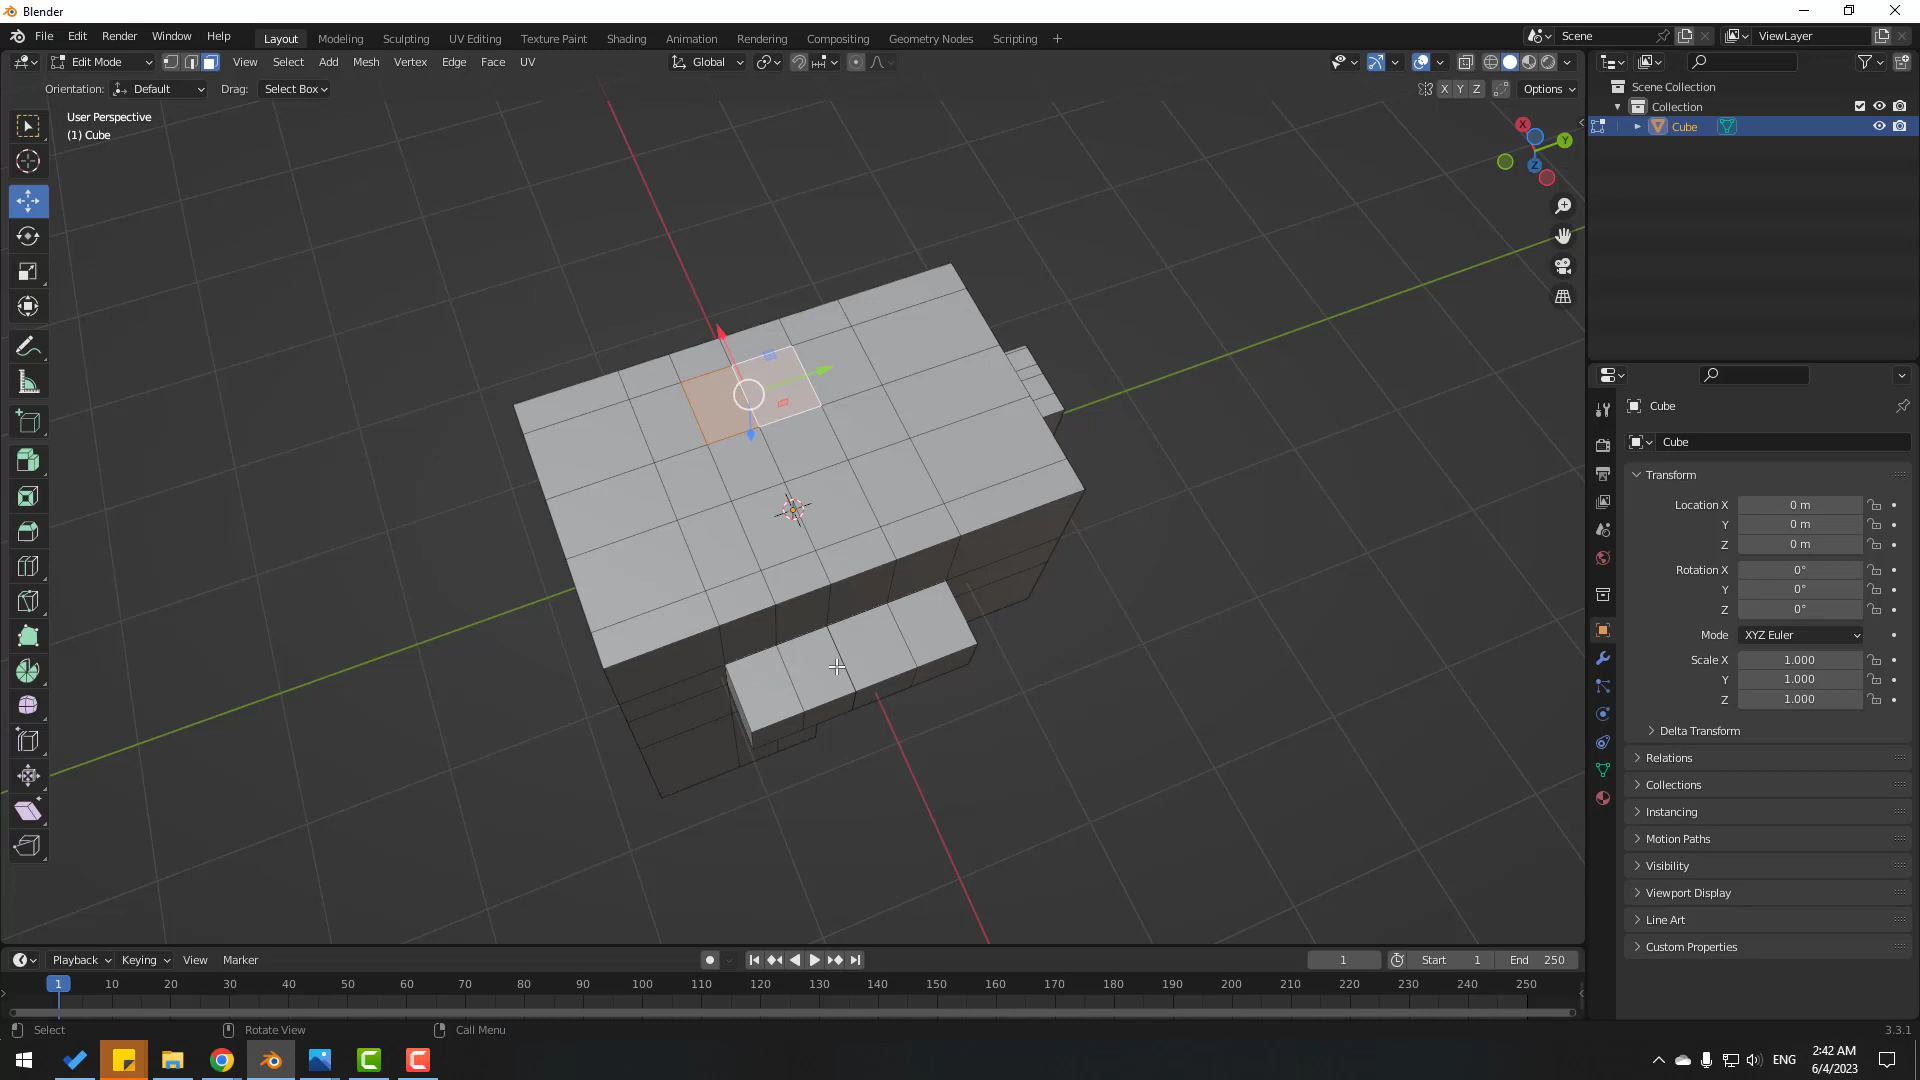 Blender
File Edit Render Window Help
Layout Modeling Sculpting UV Editing Texture Paint Shading Animation Rendering Compositing Geometry Nodes Scripting +
Scene
ViewLayer
Edit Mode View Select Add Mesh Vertex Edge Face UV
Global
Orientation: Default Drag: Select Box
X Y Z Options
User Perspective
(1) Cube
X
Y
Z
Scene Collection
Collection
Cube
Cube
Cube
Transform
Location X 0 m
Y 0 m
Z 0 m
Rotation X 0°
Y 0°
Z 0°
Mode XYZ Euler
Scale X 1.000
Y 1.000
Z 1.000
Delta Transform
Relations
Collections
Instancing
Motion Paths
Visibility
Viewport Display
Line Art
Custom Properties
Playback Keying View Marker
1 Start 1 End 250
1 10 20 30 40 50 60 70 80 90 100 110 120 130 140 150 160 170 180 190 200 210 220 230 240 250
Select Rotate View Call Menu
3.3.1
ENG
2:42 AM
6/4/2023